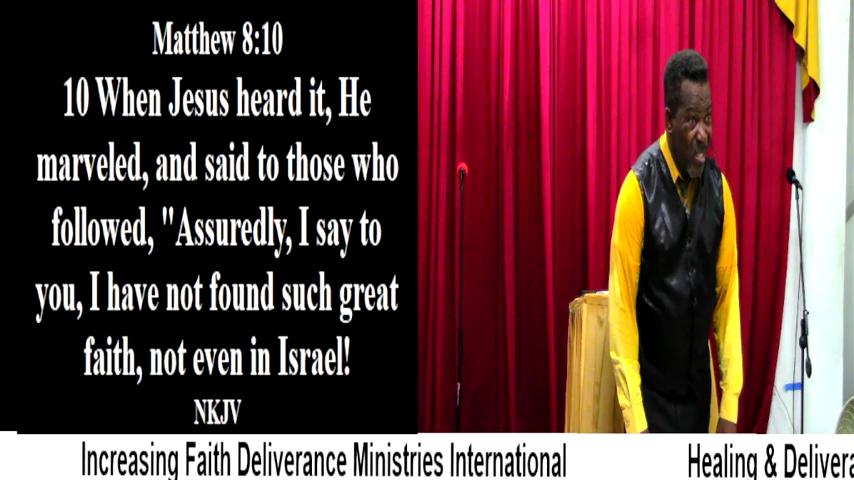 Matthew 8:10
10 When Jesus heard it, He
marveled, and said to those who
followed, "Assuredly, I say to
you, I have not found such great
faith, not even in Israel!
NKJV
Increasing Faith Deliverance Ministries International
Healing & Delivera